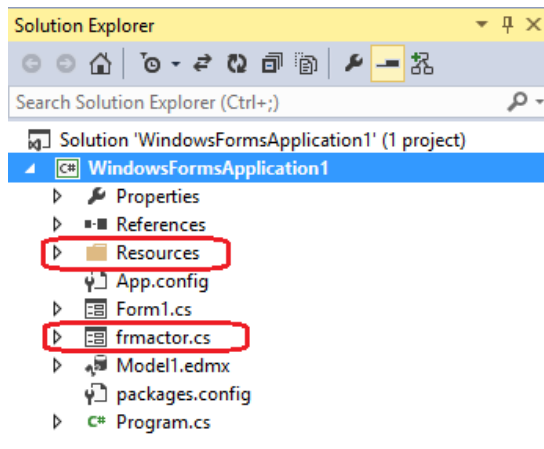 Solution Explorer
Search Solution Explorer (Ctrl+;)
Solution 'WindowsFormsApplication1' (1 project)
C# WindowsFormsApplication1
Properties
References
Resources
App.config
Form1.cs
frmactor.cs
Model1.edmx
packages.config
C# Program.cs